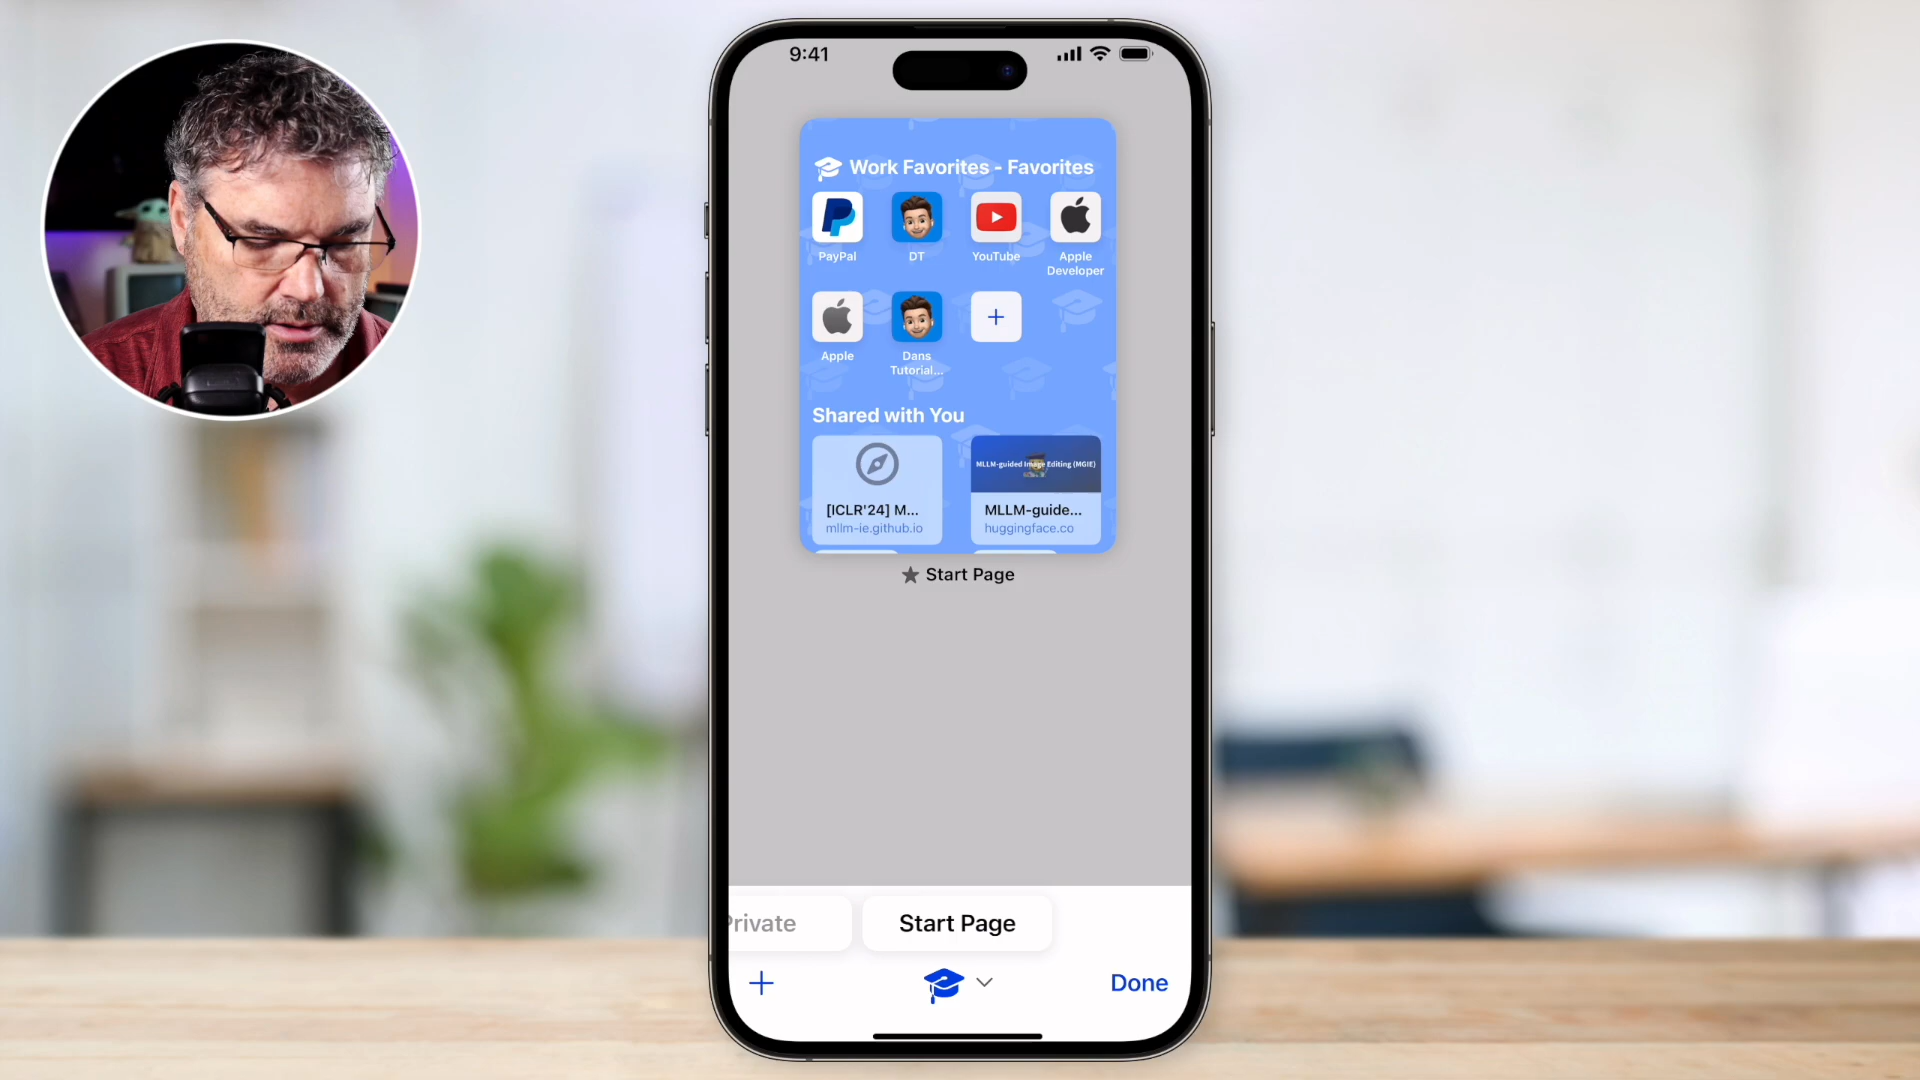 9:41
Work Favorites - Favorites
PayPal
DT
YouTube
Apple
Developer
Apple
Dans
Tutorial...
Shared with You
MLLM-guided Image Editing (MGIE)
[ICLR'24] M...
mllm-ie.github.io
MLLM-guide...
huggingface.co
Start Page
Private
Start Page
Done